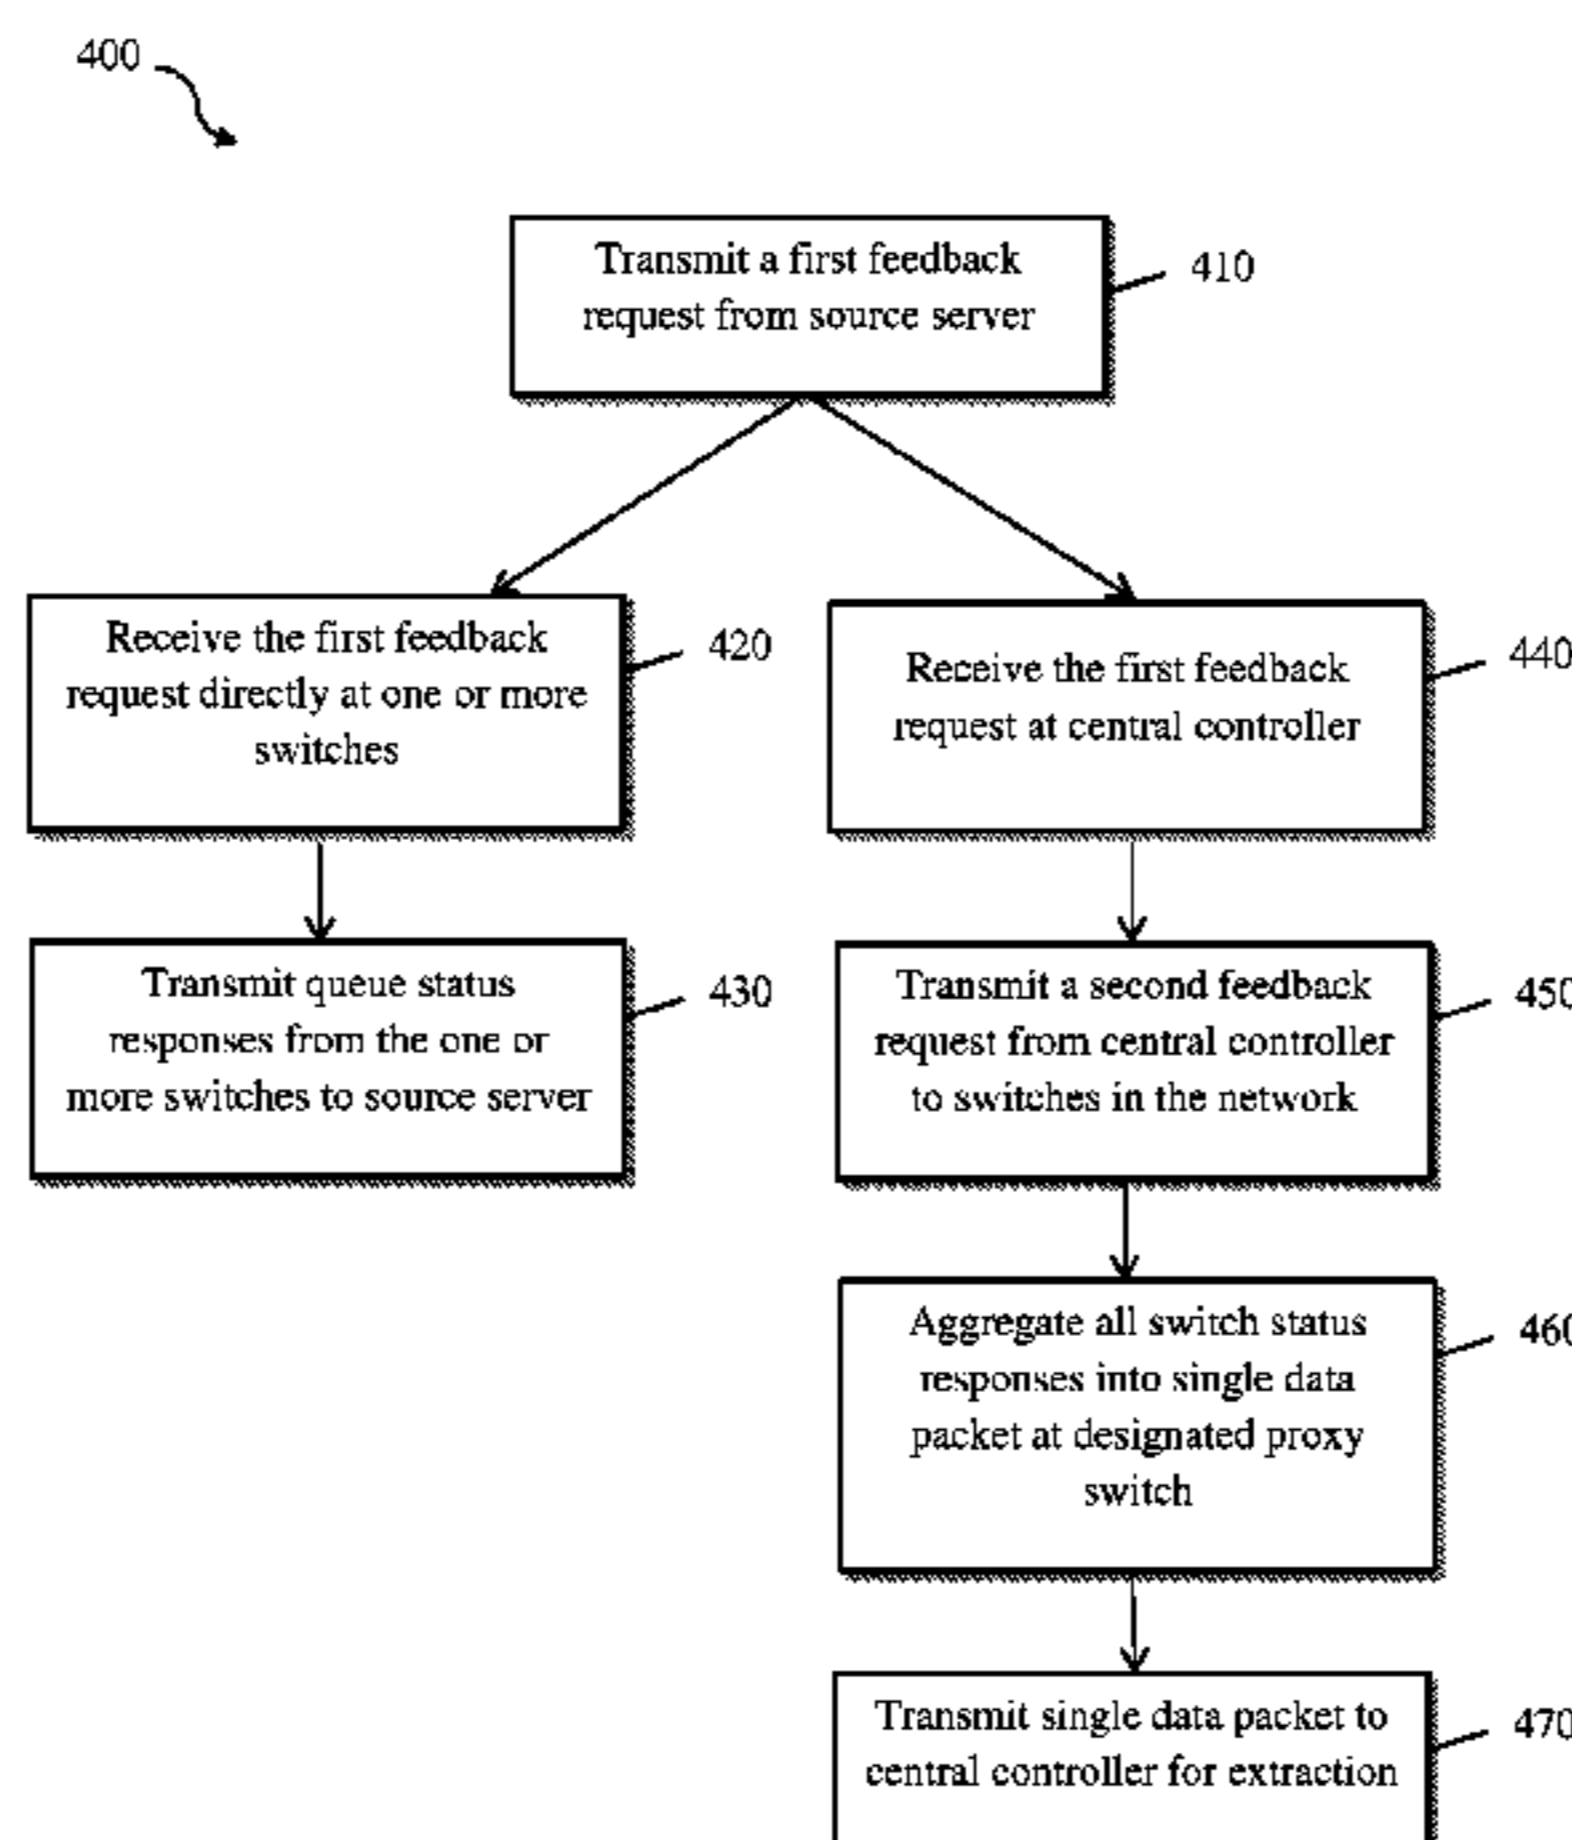 400
Transmit a first feedback
request from source server
410
Receive the first feedback
request directly at one or more
switches
420
Receive the first feedback
request at central controller
440
Transmit queue status
responses from the one or
more switches to source server
430
Transmit a second feedback
request from central controller
to switches in the network
450
Aggregate all switch status
responses into single data
packet at designated proxy
switch
460
Transmit single data packet to
central controller for extraction
470